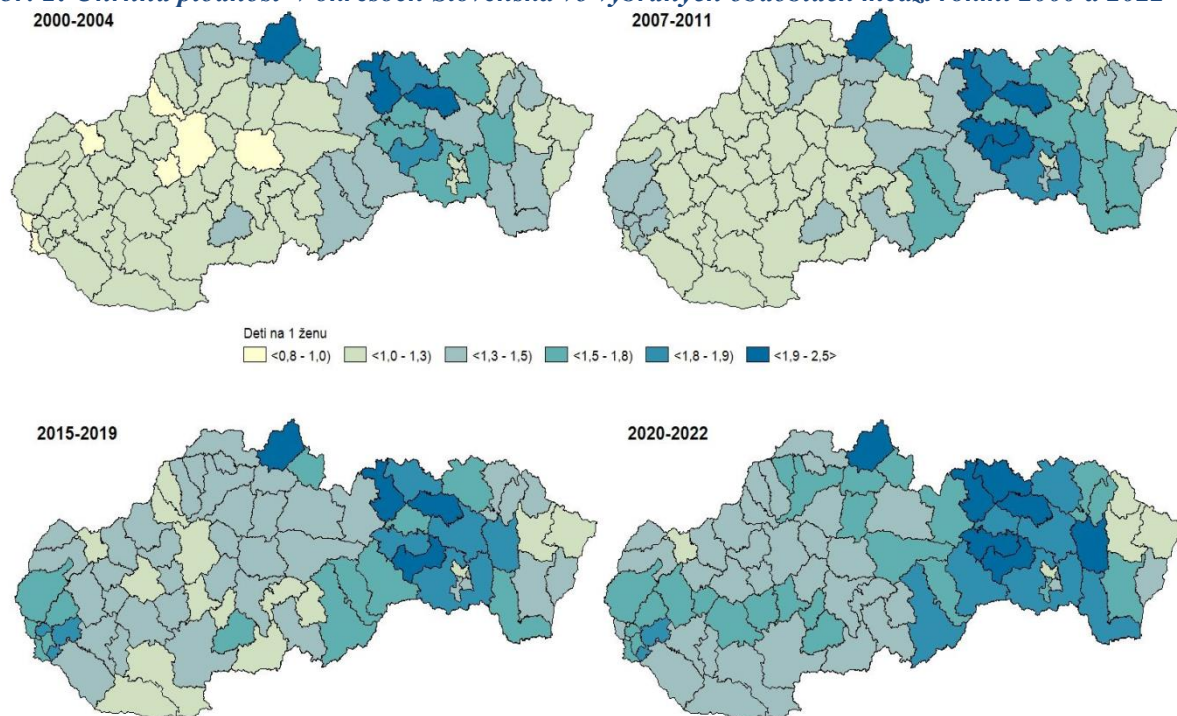 2000-2004
2007-2011
Deti na 1 ženu
<0,8 - 1,0) <1,0 - 1,3) <1,3 - 1,5) <1,5 - 1,8) <1,8 - 1,9) <1,9 - 2,5>
2015-2019
2020-2022